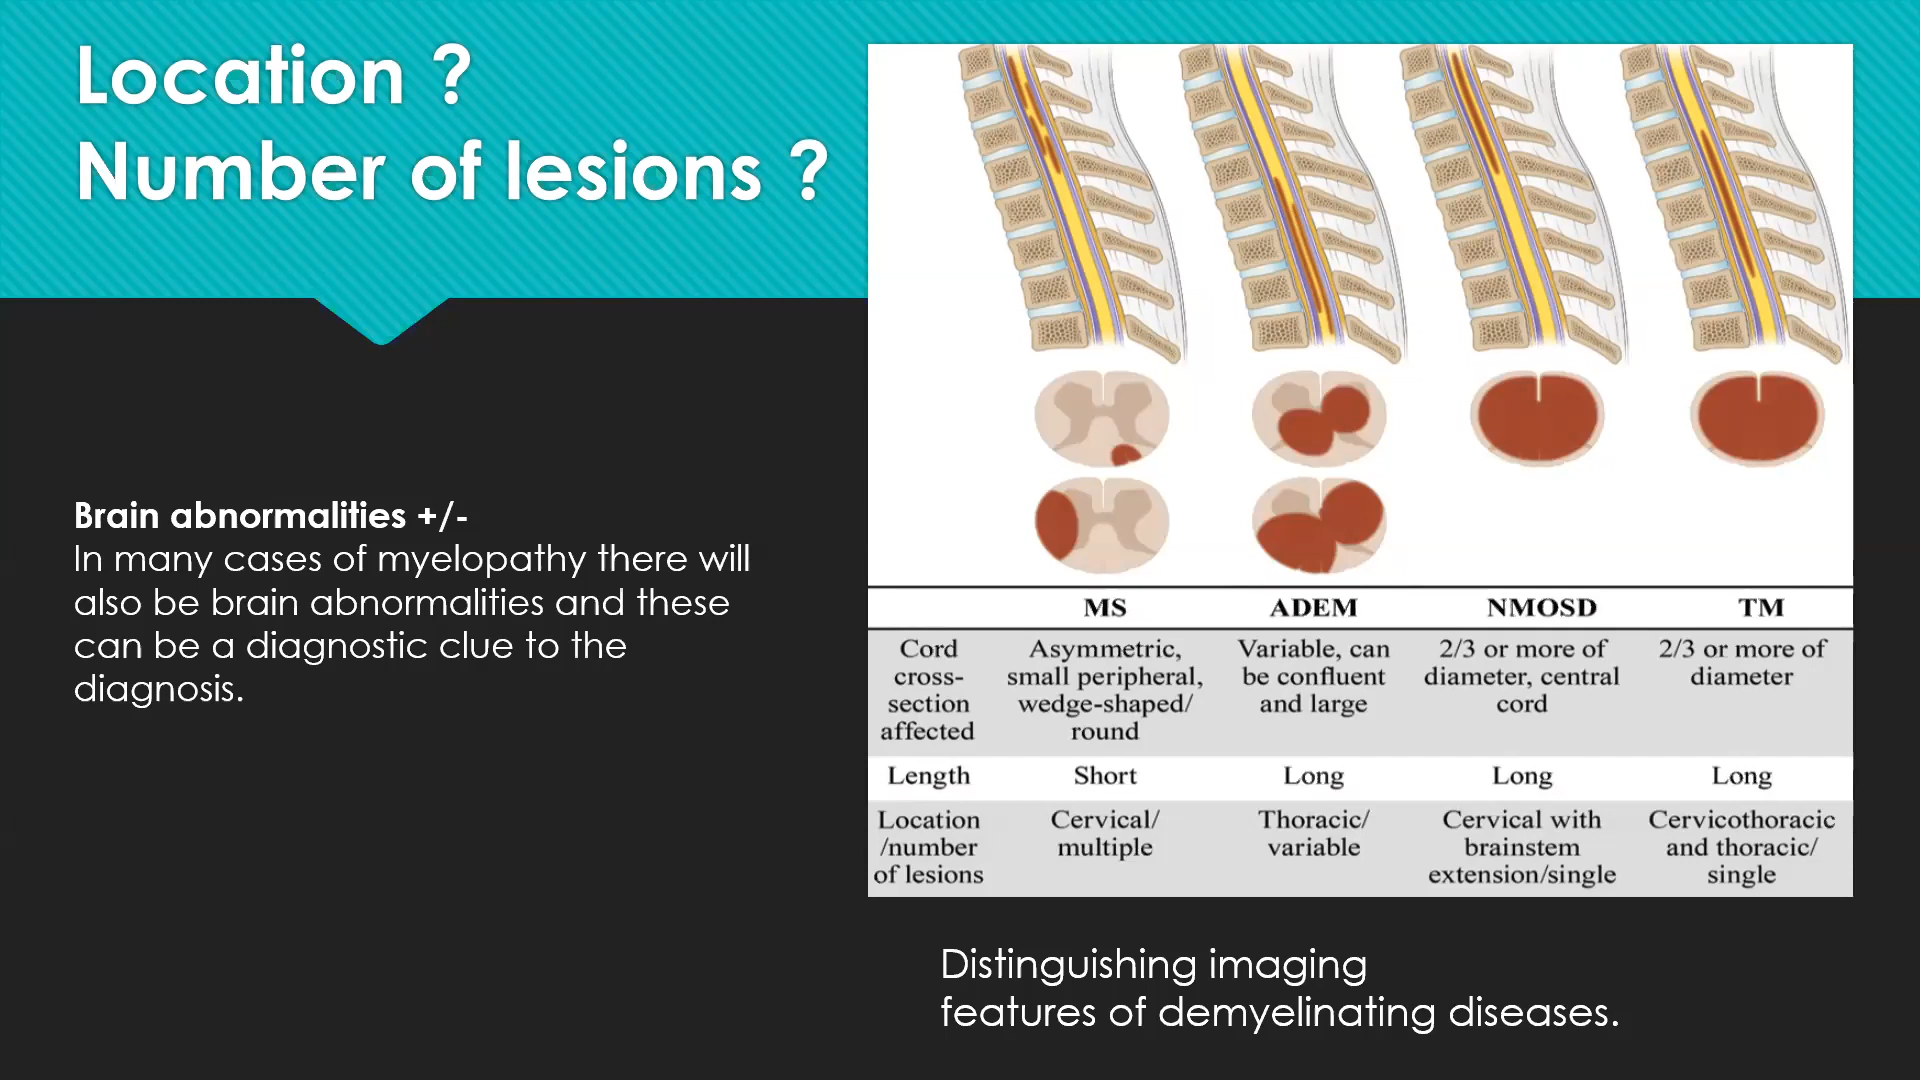 Location ?
Number of lesions ?
Brain abnormalities +/-
In many cases of myelopathy there will
also be brain abnormalities and these
can be a diagnostic clue to the
diagnosis.
MS ADEM NMOSD TM
Cord cross-section affected
Asymmetric, small peripheral, wedge-shaped/ round
Variable, can be confluent and large
2/3 or more of diameter, central cord
2/3 or more of diameter
Length Short Long Long Long
Location /number of lesions
Cervical/ multiple
Thoracic/ variable
Cervical with brainstem extension/single
Cervicothoracic and thoracic/ single
Distinguishing imaging
features of demyelinating diseases.